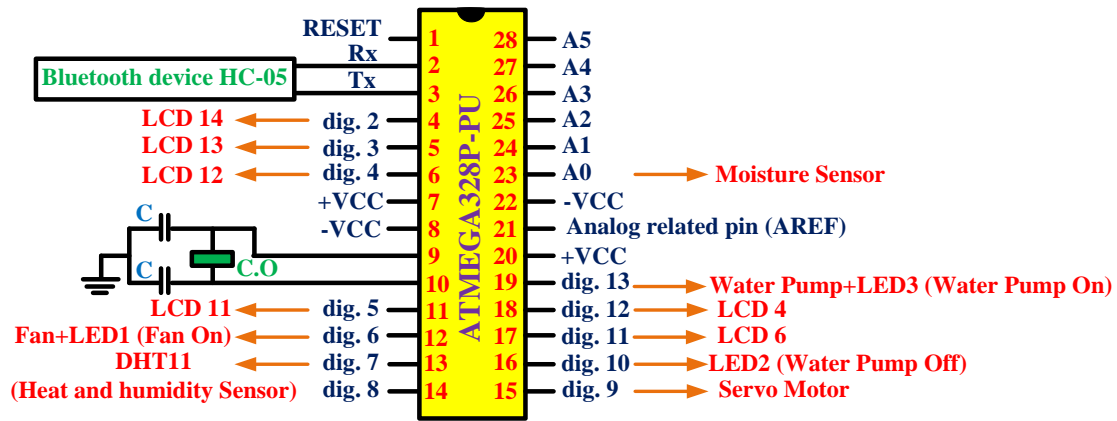 RESET 1 28 A5
Rx 2 27 A4
Bluetooth device HC-05
Tx 3 26 A3
LCD 14 dig. 2 4 25 A2
LCD 13 dig. 3 5 24 A1
LCD 12 dig. 4 6 23 A0 Moisture Sensor
+VCC 7 22 -VCC
C -VCC 8 21 Analog related pin (AREF)
9 20 +VCC
C C.O 10 19 dig. 13 Water Pump+LED3 (Water Pump On)
LCD 11 dig. 5 11 18 dig. 12 LCD 4
Fan+LED1 (Fan On) dig. 6 12 17 dig. 11 LCD 6
DHT11 dig. 7 13 16 dig. 10 LED2 (Water Pump Off)
(Heat and humidity Sensor) dig. 8 14 15 dig. 9 Servo Motor
ATMEGA328P-PU